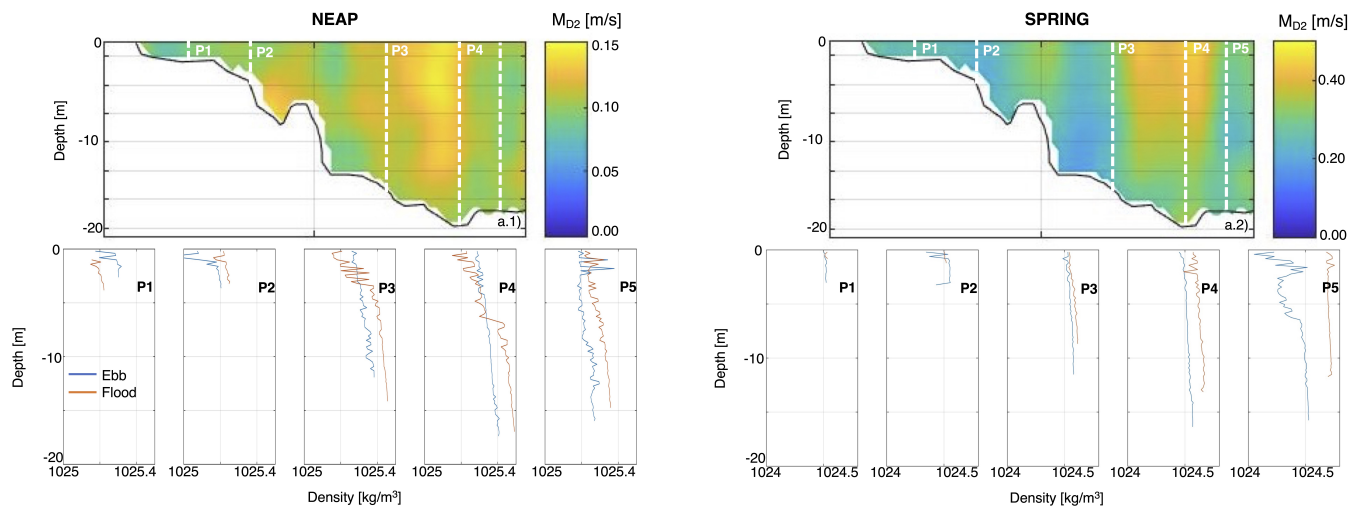 NEAP
M_D2 [m/s]
0
-10
-20
Depth [m]
P1
P2
P3
P4
a.1)
0.15
0.10
0.05
0.00
SPRING
M_D2 [m/s]
0
-10
-20
Depth [m]
P1
P2
P3
P4
P5
a.2)
0.40
0.20
0.00
0
-10
-20
Depth [m]
P1
P2
P3
P4
P5
Ebb
Flood
1025
1025.4
1025
1025.4
1025
1025.4
1025
1025.4
1025
1025.4
Density [kg/m³]
0
-10
-20
Depth [m]
P1
P2
P3
P4
P5
1024
1024.5
1024
1024.5
1024
1024.5
1024
1024.5
1024
1024.5
Density [kg/m³]